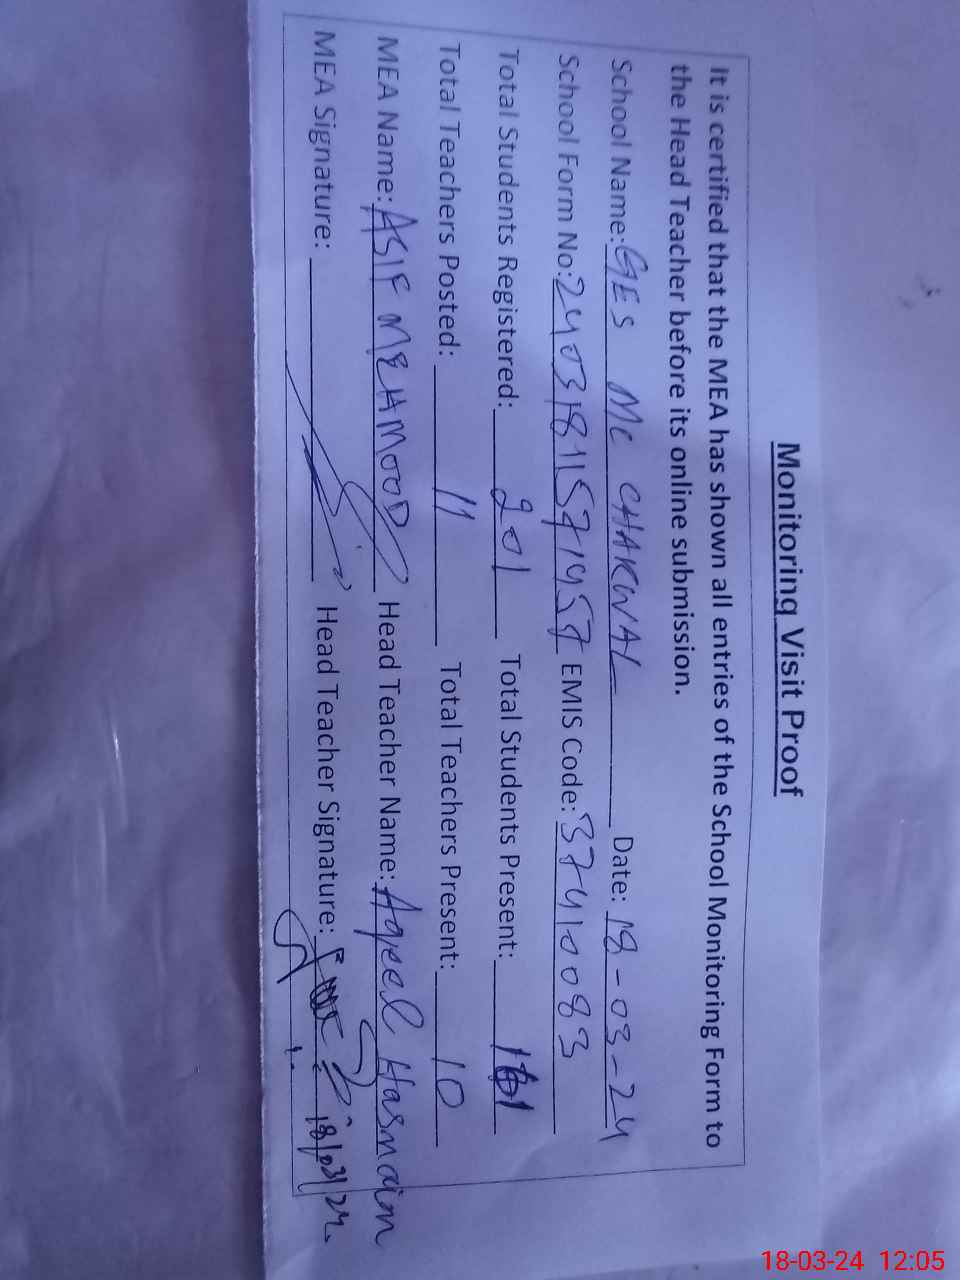 Monitoring Visit Proof
It is certified that the MEA has shown all entries of the School Monitoring Form to
the Head Teacher before its online submission.
School Name: GES MC CHAKWAL Date: 18-03-24
School Form No: EMIS Code: 37410083
Total Students Registered: 201 Total Students Present:
Total Teachers Posted: 11 Total Teachers Present: 10
MEA Name: ASIF MEHMOOD Head Teacher Name: Aqeel Hasnain
MEA Signature: Head Teacher Signature:
18/03/24.
18-03-24 12:05